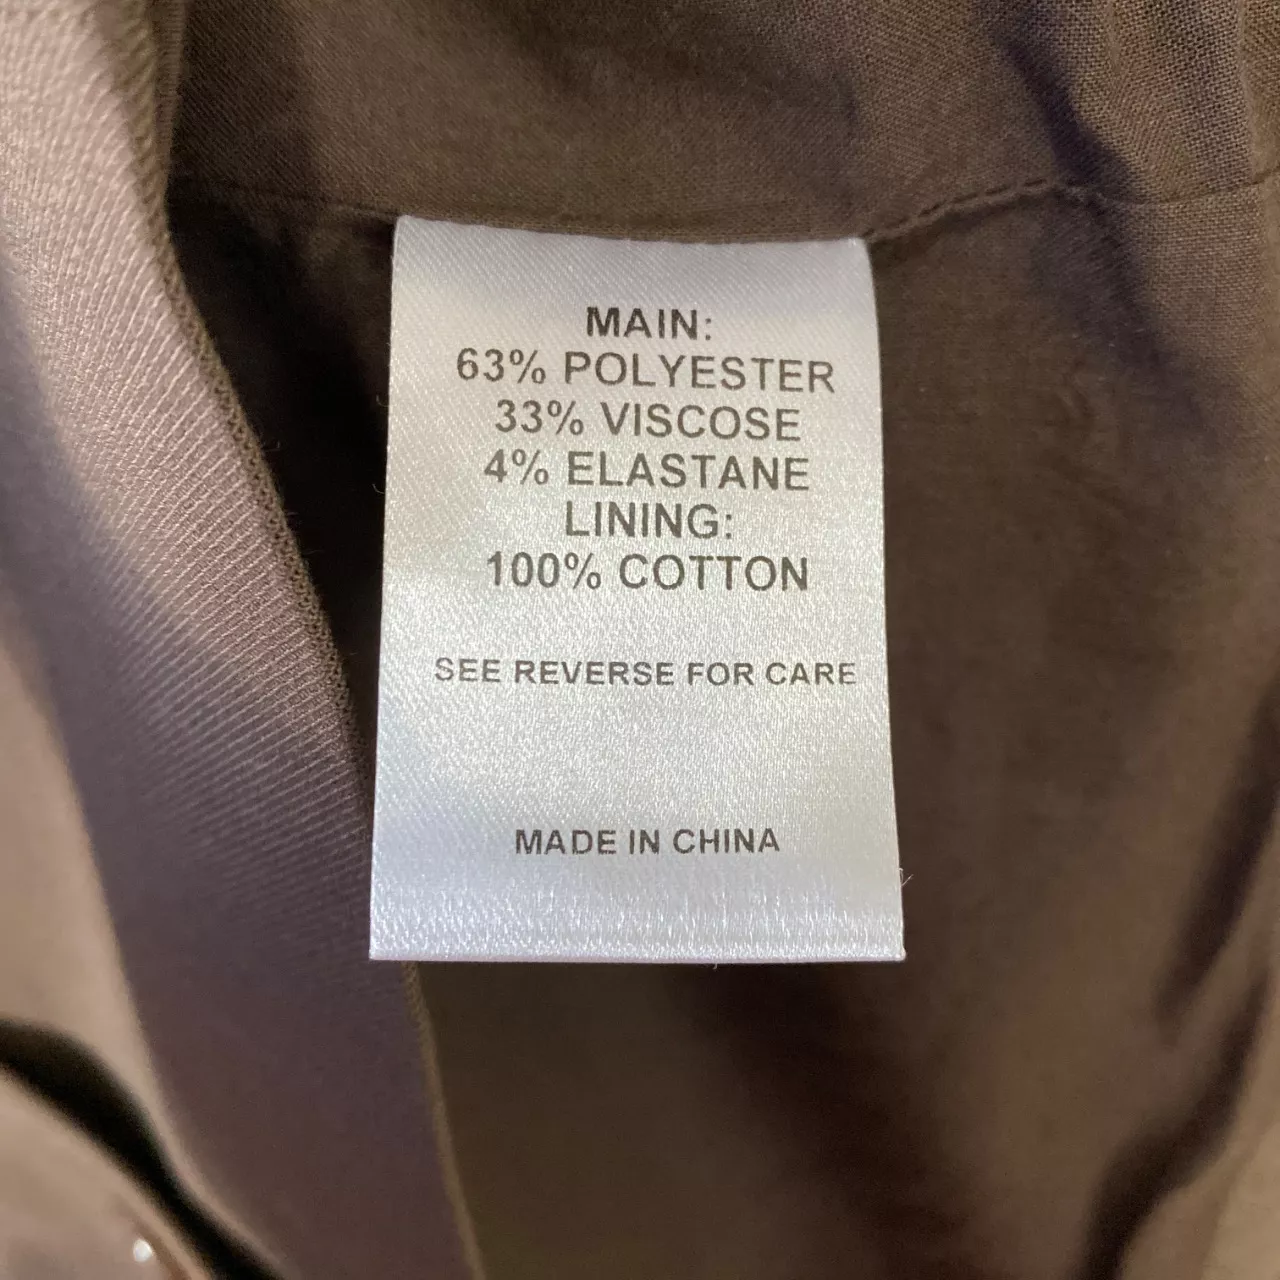 MAIN:
63% POLYESTER
33% VISCOSE
4% ELASTANE
LINING:
100% COTTON
SEE REVERSE FOR CARE
MADE IN CHINA